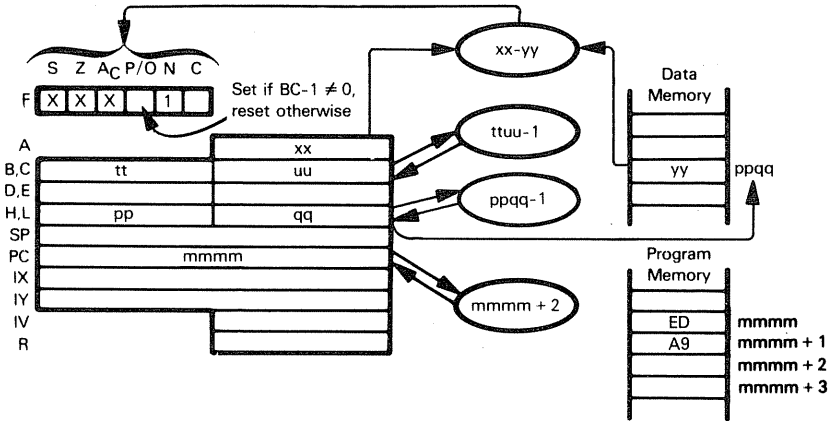 xx-yy
S Z AC P/O N C
F X X X 1
Set if BC-1 ≠ 0,
reset otherwise
Data
Memory
yy
ppqq
A
xx
B,C
tt
uu
D,E
H,L
pp
qq
SP
PC
mmmm
IX
IY
IV
R
ttuu-1
ppqq-1
mmmm + 2
Program
Memory
ED
mmmm
A9
mmmm + 1
mmmm + 2
mmmm + 3